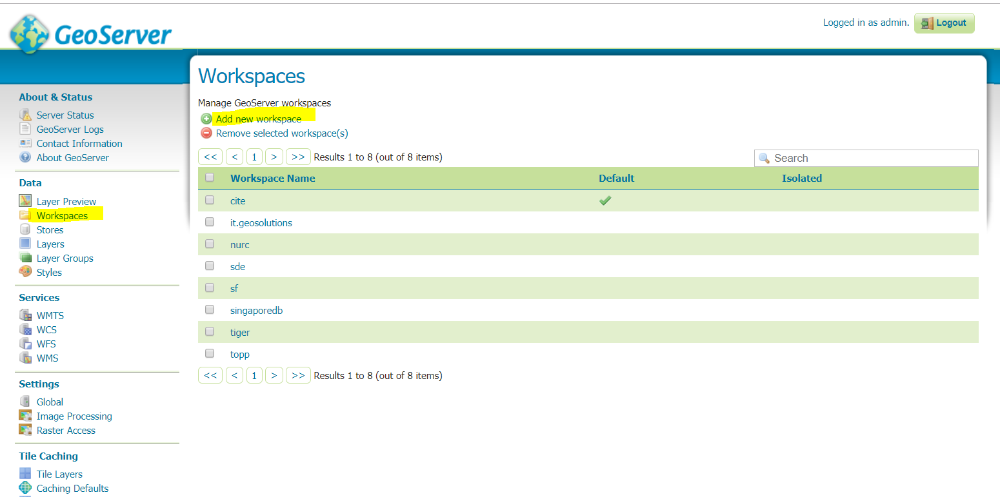 GeoServer
Logged in as admin.
Logout
About & Status
Server Status
GeoServer Logs
Contact Information
About GeoServer
Data
Layer Preview
Workspaces
Stores
Layers
Layer Groups
Styles
Services
WMTS
WCS
WFS
WMS
Settings
Global
Image Processing
Raster Access
Tile Caching
Tile Layers
Caching Defaults
Workspaces
Manage GeoServer workspaces
Add new workspace
Remove selected workspace(s)
<< < 1 > >> Results 1 to 8 (out of 8 items)
Search
Workspace Name Default Isolated
cite
it.geosolutions
nurc
sde
sf
singaporedb
tiger
topp
<< < 1 > >> Results 1 to 8 (out of 8 items)